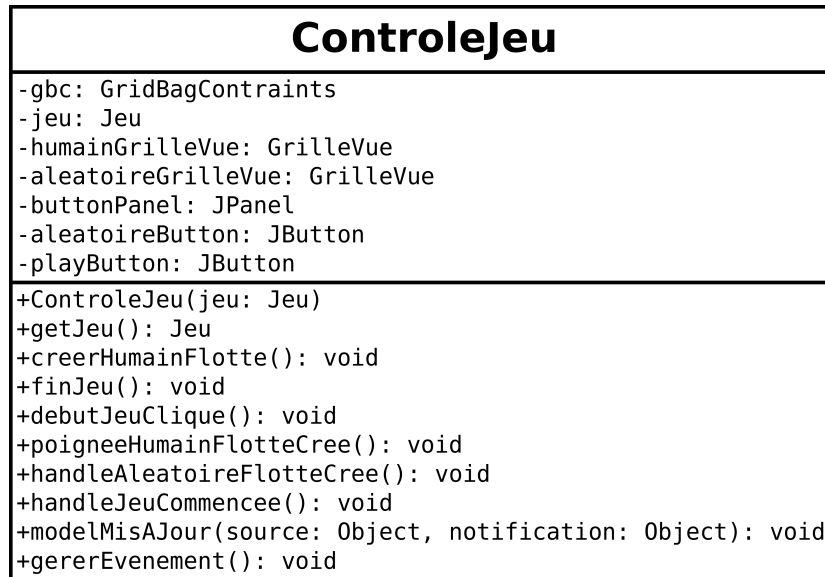 ControleJeu
-gbc: GridBagContraints
-jeu: Jeu
-humainGrilleVue: GrilleVue
-aleatoireGrilleVue: GrilleVue
-buttonPanel: JPanel
-aleatoireButton: JButton
-playButton: JButton
+ControleJeu(jeu: Jeu)
+getJeu(): Jeu
+creerHumainFlotte(): void
+finJeu(): void
+debutJeuClique(): void
+poigneeHumainFlotteCree(): void
+handleAleatoireFlotteCree(): void
+handleJeuCommencee(): void
+modelMisAJour(source: Object, notification: Object): void
+gererEvenement(): void